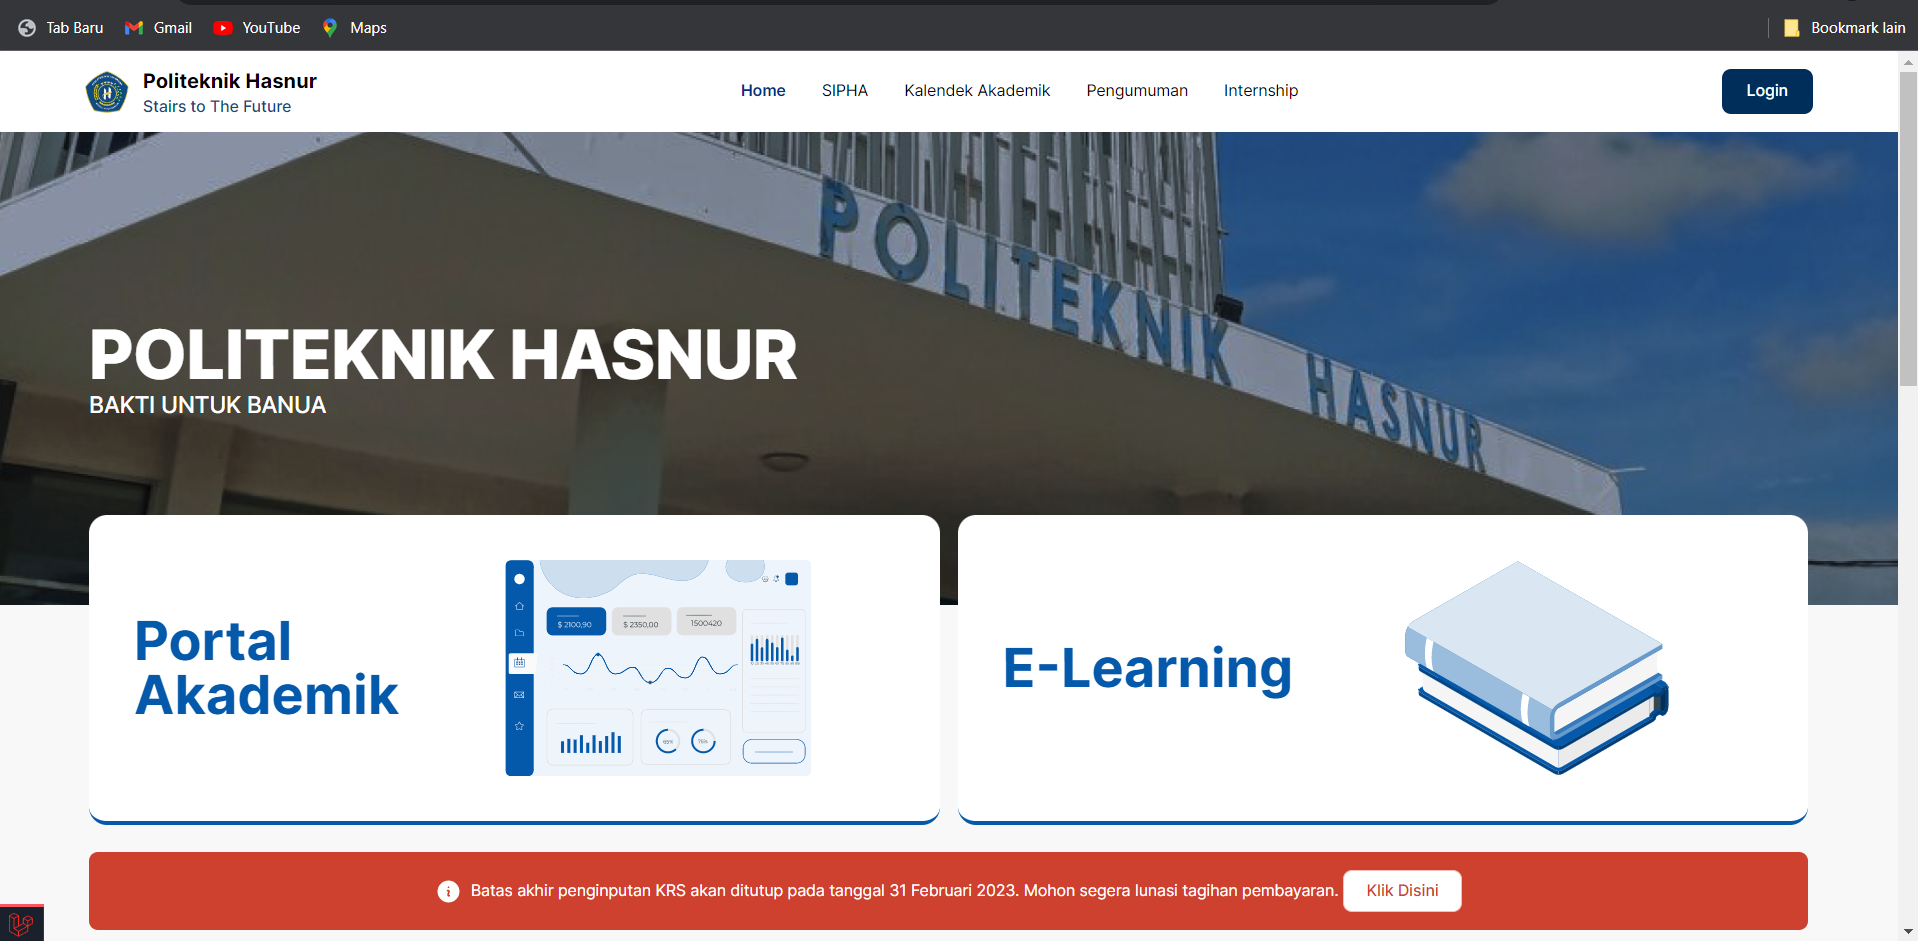 Tab Baru
Gmail
YouTube
Maps
Bookmark lain
Politeknik Hasnur
Stairs to The Future
Home
SIPHA
Kalendek Akademik
Pengumuman
Internship
Login
POLITEKNIK HASNUR
POLITEKNIK HASNUR
BAKTI UNTUK BANUA
Portal
Akademik
$ 2100,90
$ 2350,00
1500420
65%
75%
E-Learning
Batas akhir penginputan KRS akan ditutup pada tanggal 31 Februari 2023. Mohon segera lunasi tagihan pembayaran.
Klik Disini